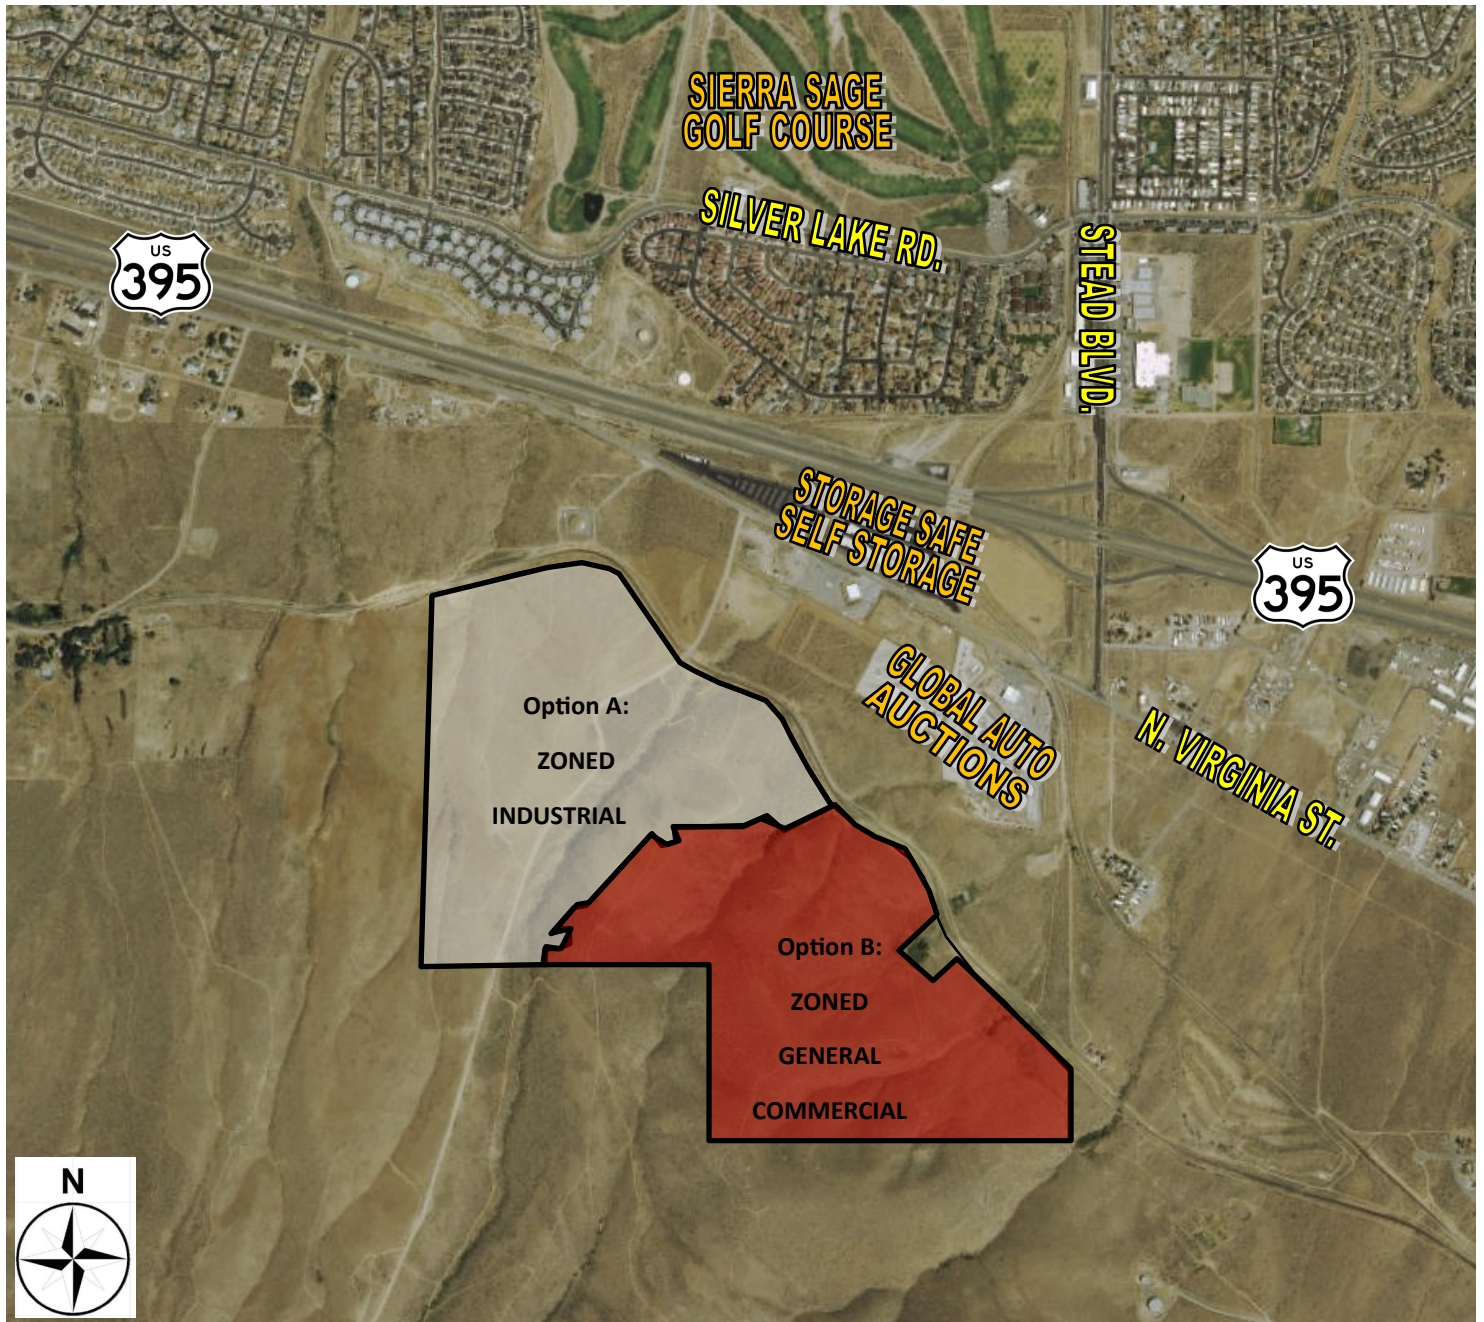 SIERRA SAGE
GOLF COURSE
SILVER LAKE RD.
STEAD BLVD.
US
395
STORAGE SAFE
SELF STORAGE
US
395
GLOBAL AUTO
AUCTIONS
N. VIRGINIA ST.
Option A:
ZONED
INDUSTRIAL
Option B:
ZONED
GENERAL
COMMERCIAL
N